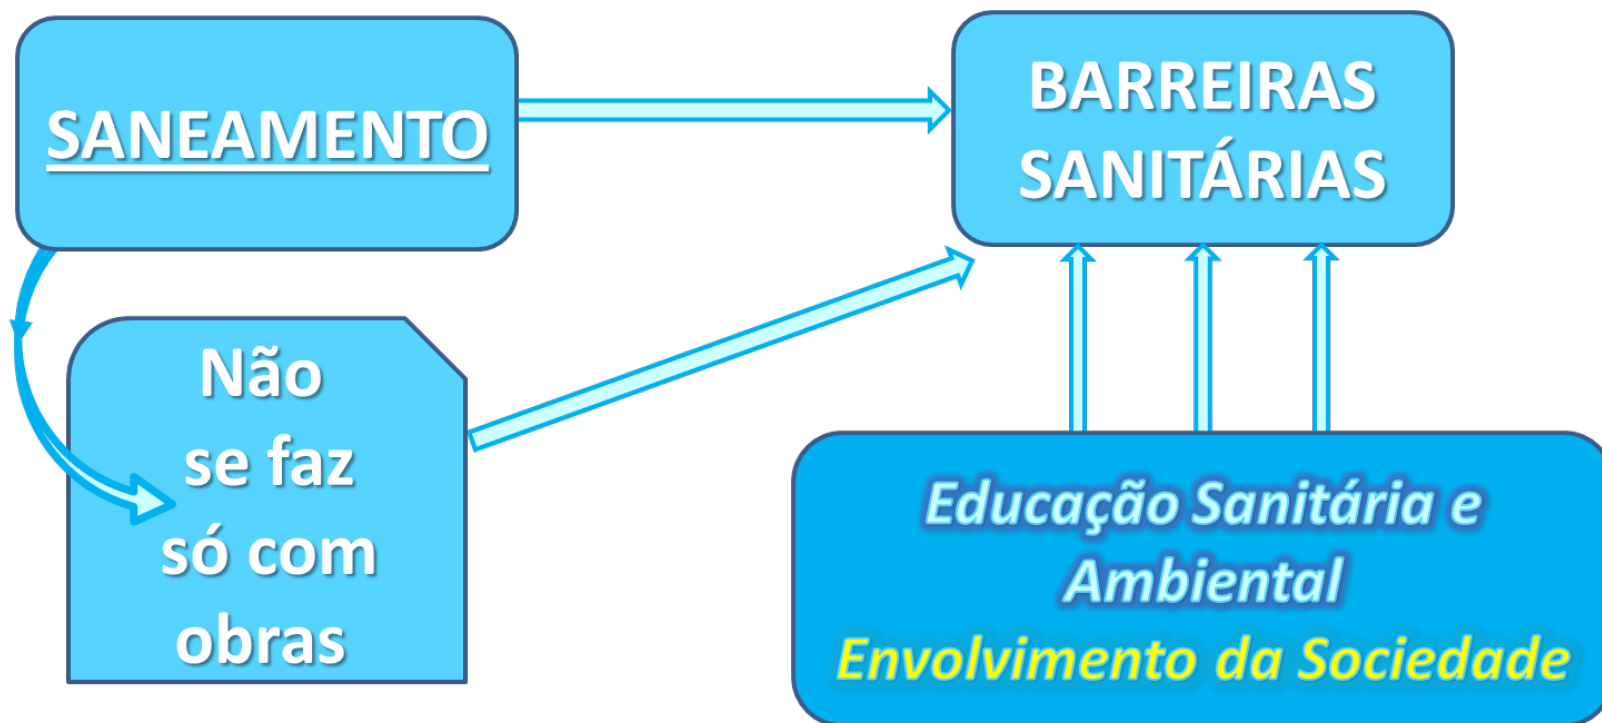 SANEAMENTO
BARREIRAS
SANITÁRIAS
Não
se faz
só com
obras
Educação Sanitária e
Ambiental
Envolvimento da Sociedade